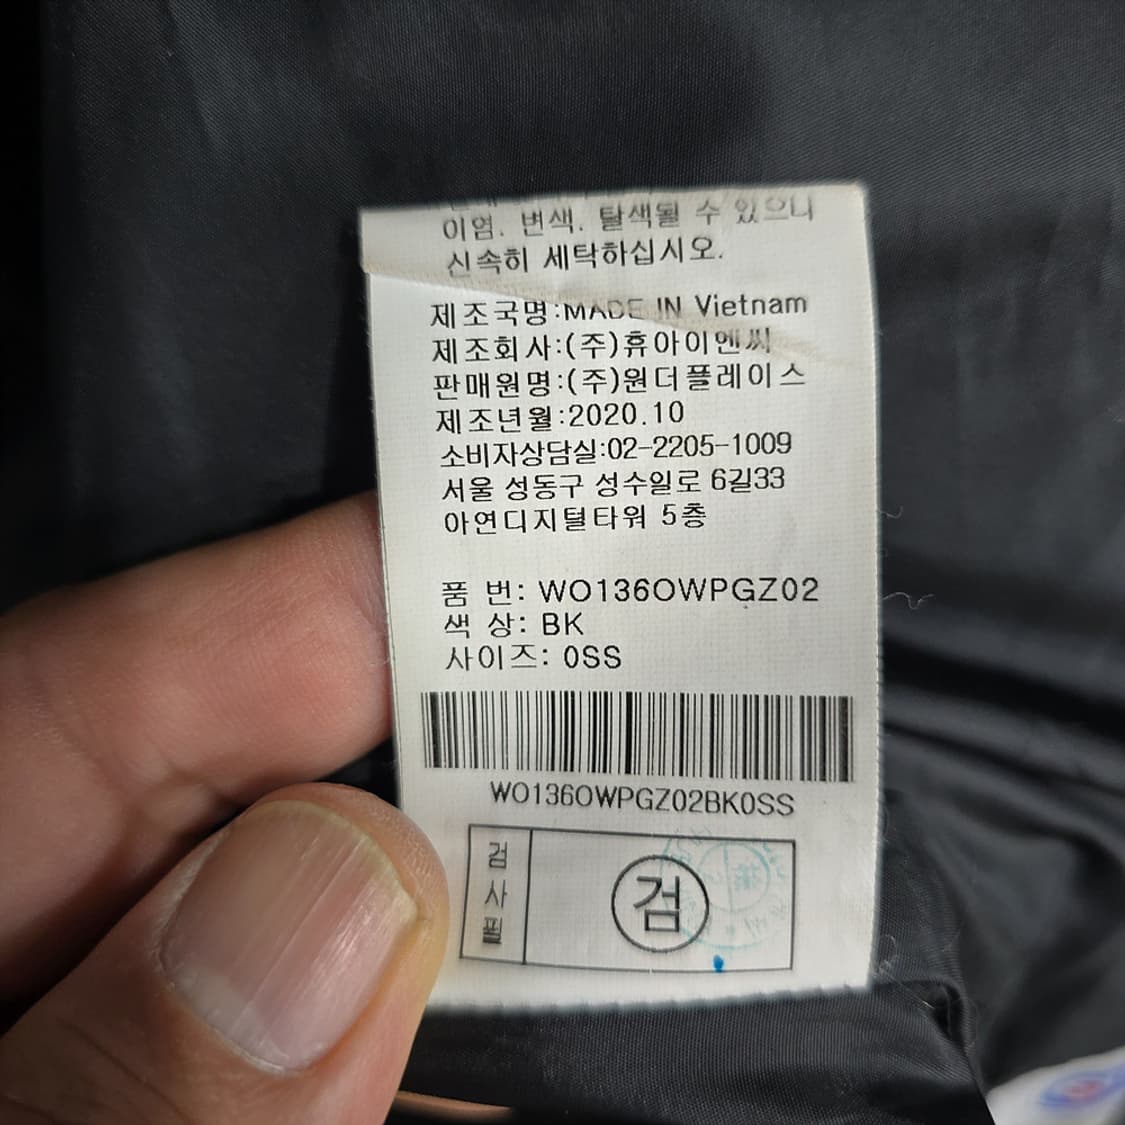 이염. 변색. 탈색될 수 있으니
신속히 세탁하십시오.
제조국명:MADE IN Vietnam
제조회사:(주)휴아이엔씨
판매원명:(주)원더플레이스
제조년월:2020.10
소비자상담실:02-2205-1009
서울 성동구 성수일로 6길33
아연디지털타워 5층
품 번: WO136OWPGZ02
색 상: BK
사이즈: 0SS
WO136OWPGZ02BK0SS
검사필
검